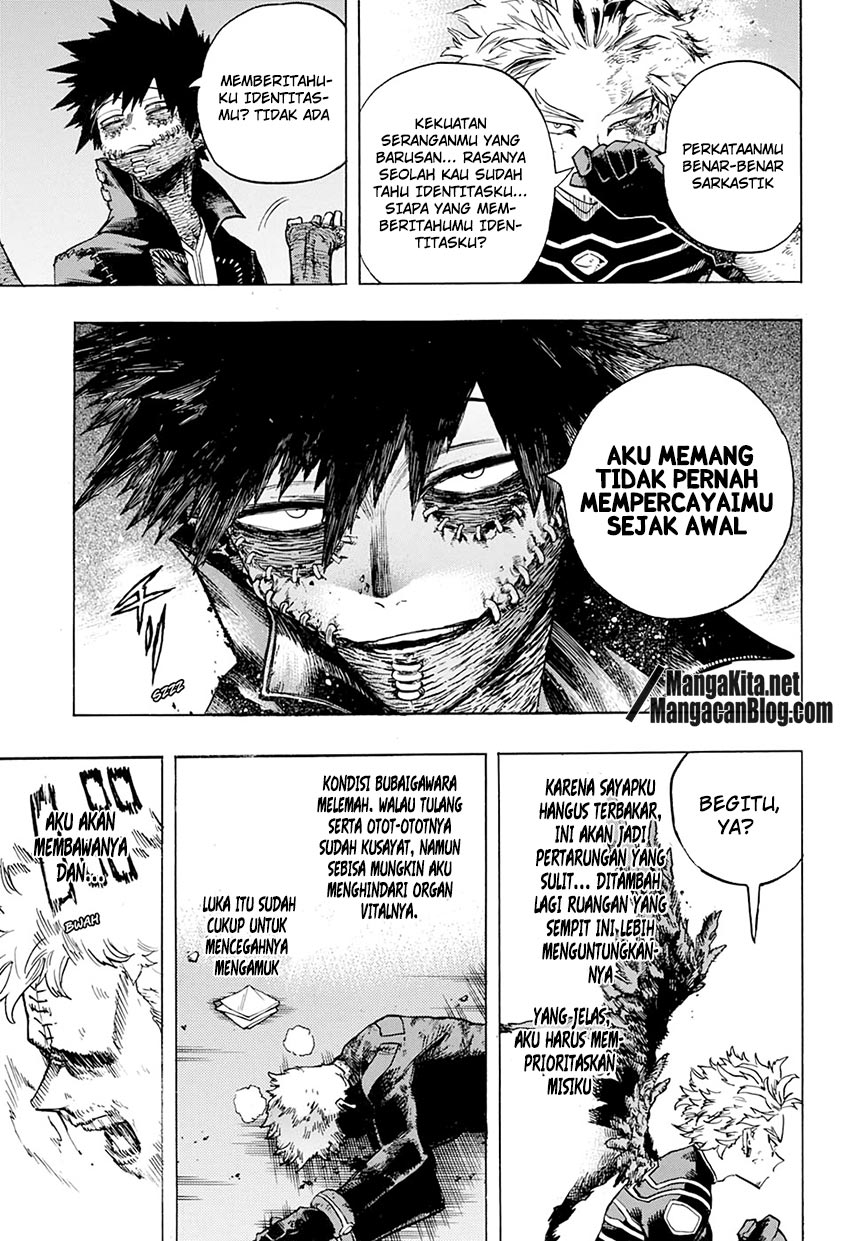 PERKATAANMU
BENAR-BENAR
SARKASTIK
KEKUATAN
SERANGANMU YANG
BARUSAN... RASANYA
SEOLAH KAU SUDAH
TAHU IDENTITASKU...
SIAPA YANG MEM-
BERITAHUMU IDEN-
TITASKU?
MEMBERITAHU-
KU IDENTITAS-
MU? TIDAK ADA
AKU MEMANG
TIDAK PERNAH
MEMPERCAYAIMU
SEJAK AWAL
ZZZZ
MangaKita.net
MangacanBlog.com
BEGITU,
YA?
KARENA SAYAPKU
HANGUS TERBAKAR,
INI AKAN JADI
PERTARUNGAN YANG
SULIT... DITAMBAH
LAGI RUANGAN YANG
SEMPIT INI LEBIH
MENGUNTUNGKAN-
NYA
YANG JELAS,
AKU HARUS MEM-
PRIORITASKAN
MISIKU
KONDISI BUBAIGAWARA
MELEMAH. WALAU TULANG
SERTA OTOT-OTOTNYA
SUDAH KUSAYAT, NAMUN
SEBISA MUNGKIN AKU
MENGHINDARI ORGAN
VITALNYA.
LUKA ITU SUDAH
CUKUP UNTUK
MENCEGAHNYA
MENGAMUK
AKU AKAN
MEMBAWANYA
DAN...
BWAH